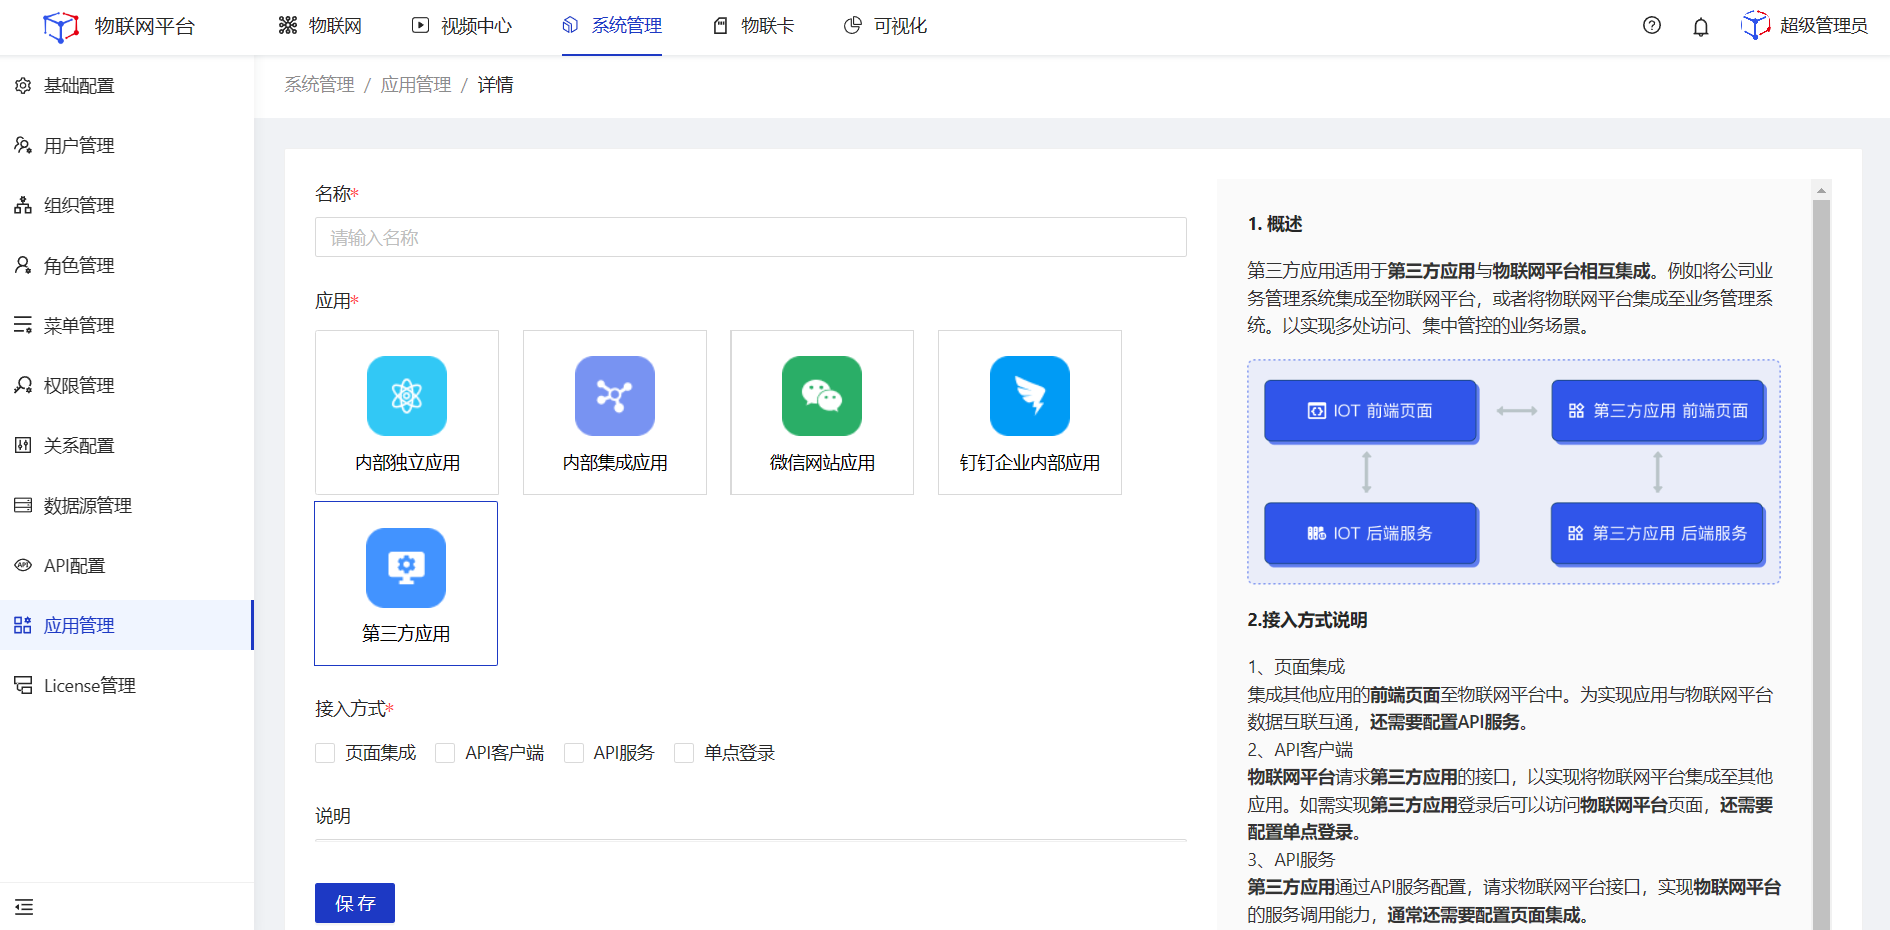 物联网平台
物联网
视频中心
系统管理
物联卡
可视化
超级管理员
基础配置
用户管理
组织管理
角色管理
菜单管理
权限管理
关系配置
数据源管理
API配置
应用管理
License管理
系统管理 / 应用管理 / 详情
名称*
请输入名称
应用*
内部独立应用
内部集成应用
微信网站应用
钉钉企业内部应用
第三方应用
接入方式*
页面集成
API客户端
API服务
单点登录
说明
保 存
1. 概述
第三方应用适用于第三方应用与物联网平台相互集成。例如将公司业
务管理系统集成至物联网平台，或者将物联网平台集成至业务管理系
统。以实现多处访问、集中管控的业务场景。
IOT 前端页面
第三方应用 前端页面
IOT 后端服务
第三方应用 后端服务
2.接入方式说明
1、页面集成
集成其他应用的前端页面至物联网平台中。为实现应用与物联网平台
数据互联互通，还需要配置API服务。
2、API客户端
物联网平台请求第三方应用的接口，以实现将物联网平台集成至其他
应用。如需实现第三方应用登录后可以访问物联网平台页面，还需要
配置单点登录。
3、API服务
第三方应用通过API服务配置，请求物联网平台接口，实现物联网平台
的服务调用能力，通常还需要配置页面集成。